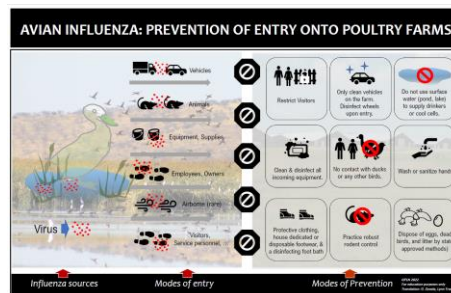 AVIAN INFLUENZA: PREVENTION OF ENTRY ONTO POULTRY FARMS
Vehicles
Animals
Equipment, Supplies
Employees, Owners
Airborne (rare)
Visitors,
Service personnel
Virus
Influenza sources
Modes of entry
Restrict Visitors
Only clean vehicles
on the farm.
Disinfect wheels
upon entry.
Do not use surface
water (pond, lake)
to supply drinkers
or cool cells.
Clean & disinfect all
incoming equipment.
No contact with ducks
or any other birds.
Wash or sanitize hands
Protective clothing,
house dedicated or
disposable footwear, &
a disinfecting foot bath
Practice robust
rodent control.
Dispose of eggs, dead
birds, and litter by state
approved methods)
Modes of Prevention